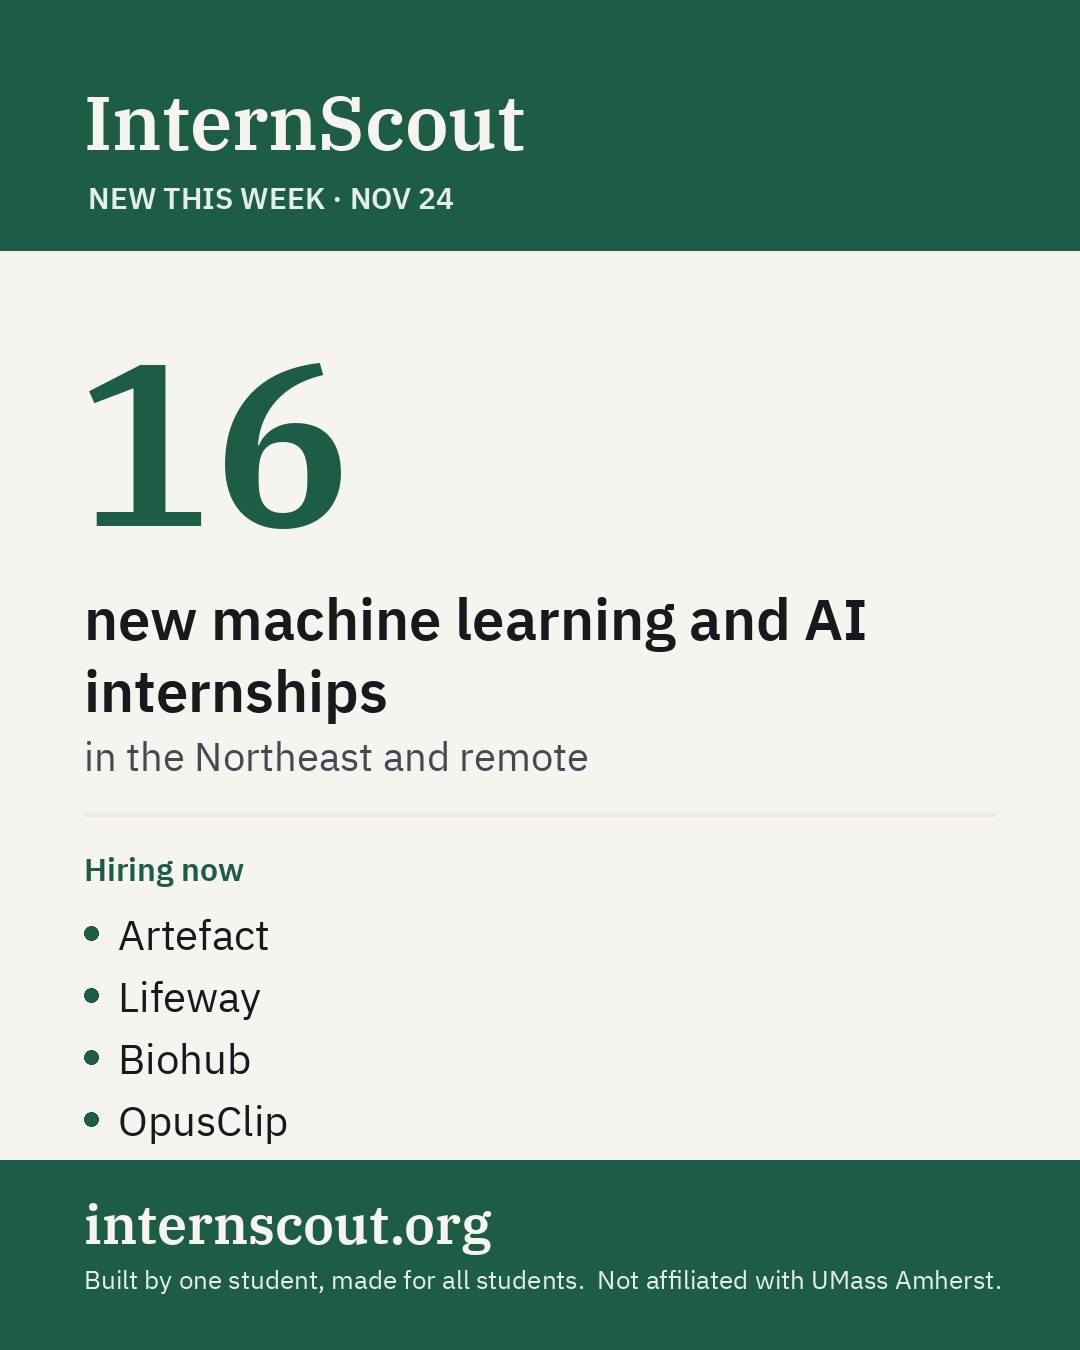 InternScout
NEW THIS WEEK · NOV 24
16
new machine learning and AI
internships
in the Northeast and remote
Hiring now
• Artefact
• Lifeway
• Biohub
• OpusClip
internscout.org
Built by one student, made for all students.  Not affiliated with UMass Amherst.